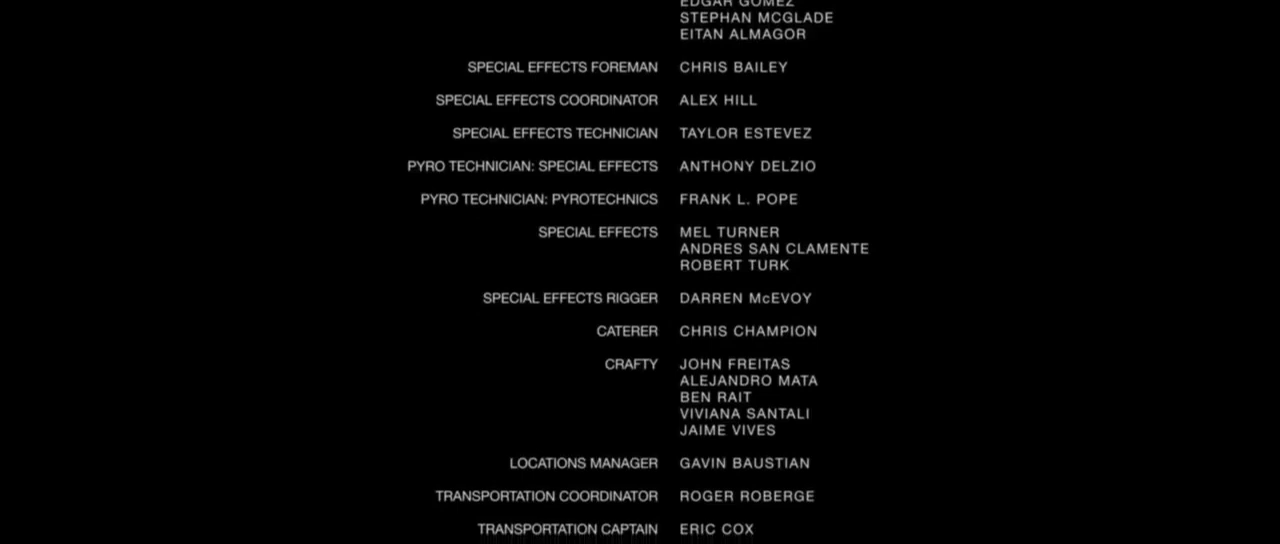 EDGAR GOMEZ
STEPHAN MCGLADE
EITAN ALMAGOR
SPECIAL EFFECTS FOREMAN CHRIS BAILEY
SPECIAL EFFECTS COORDINATOR ALEX HILL
SPECIAL EFFECTS TECHNICIAN TAYLOR ESTEVEZ
PYRO TECHNICIAN: SPECIAL EFFECTS ANTHONY DELZIO
PYRO TECHNICIAN: PYROTECHNICS FRANK L. POPE
SPECIAL EFFECTS MEL TURNER
ANDRES SAN CLAMENTE
ROBERT TURK
SPECIAL EFFECTS RIGGER DARREN McEVOY
CATERER CHRIS CHAMPION
CRAFTY JOHN FREITAS
ALEJANDRO MATA
BEN RAIT
VIVIANA SANTALI
JAIME VIVES
LOCATIONS MANAGER GAVIN BAUSTIAN
TRANSPORTATION COORDINATOR ROGER ROBERGE
TRANSPORTATION CAPTAIN ERIC COX